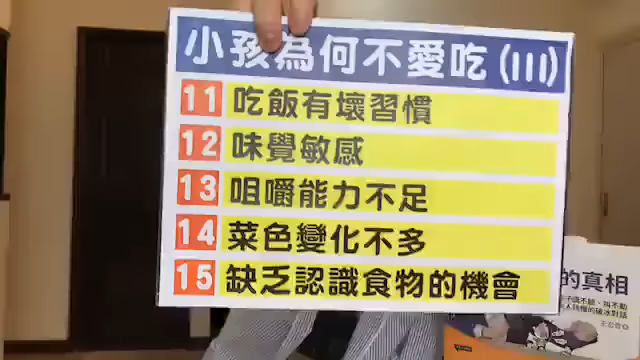 小孩為何不愛吃(III)
11 吃飯有壞習慣
12 味覺敏感
13 咀嚼能力不足
14 菜色變化不多
15 缺乏認識食物的機會
的真相